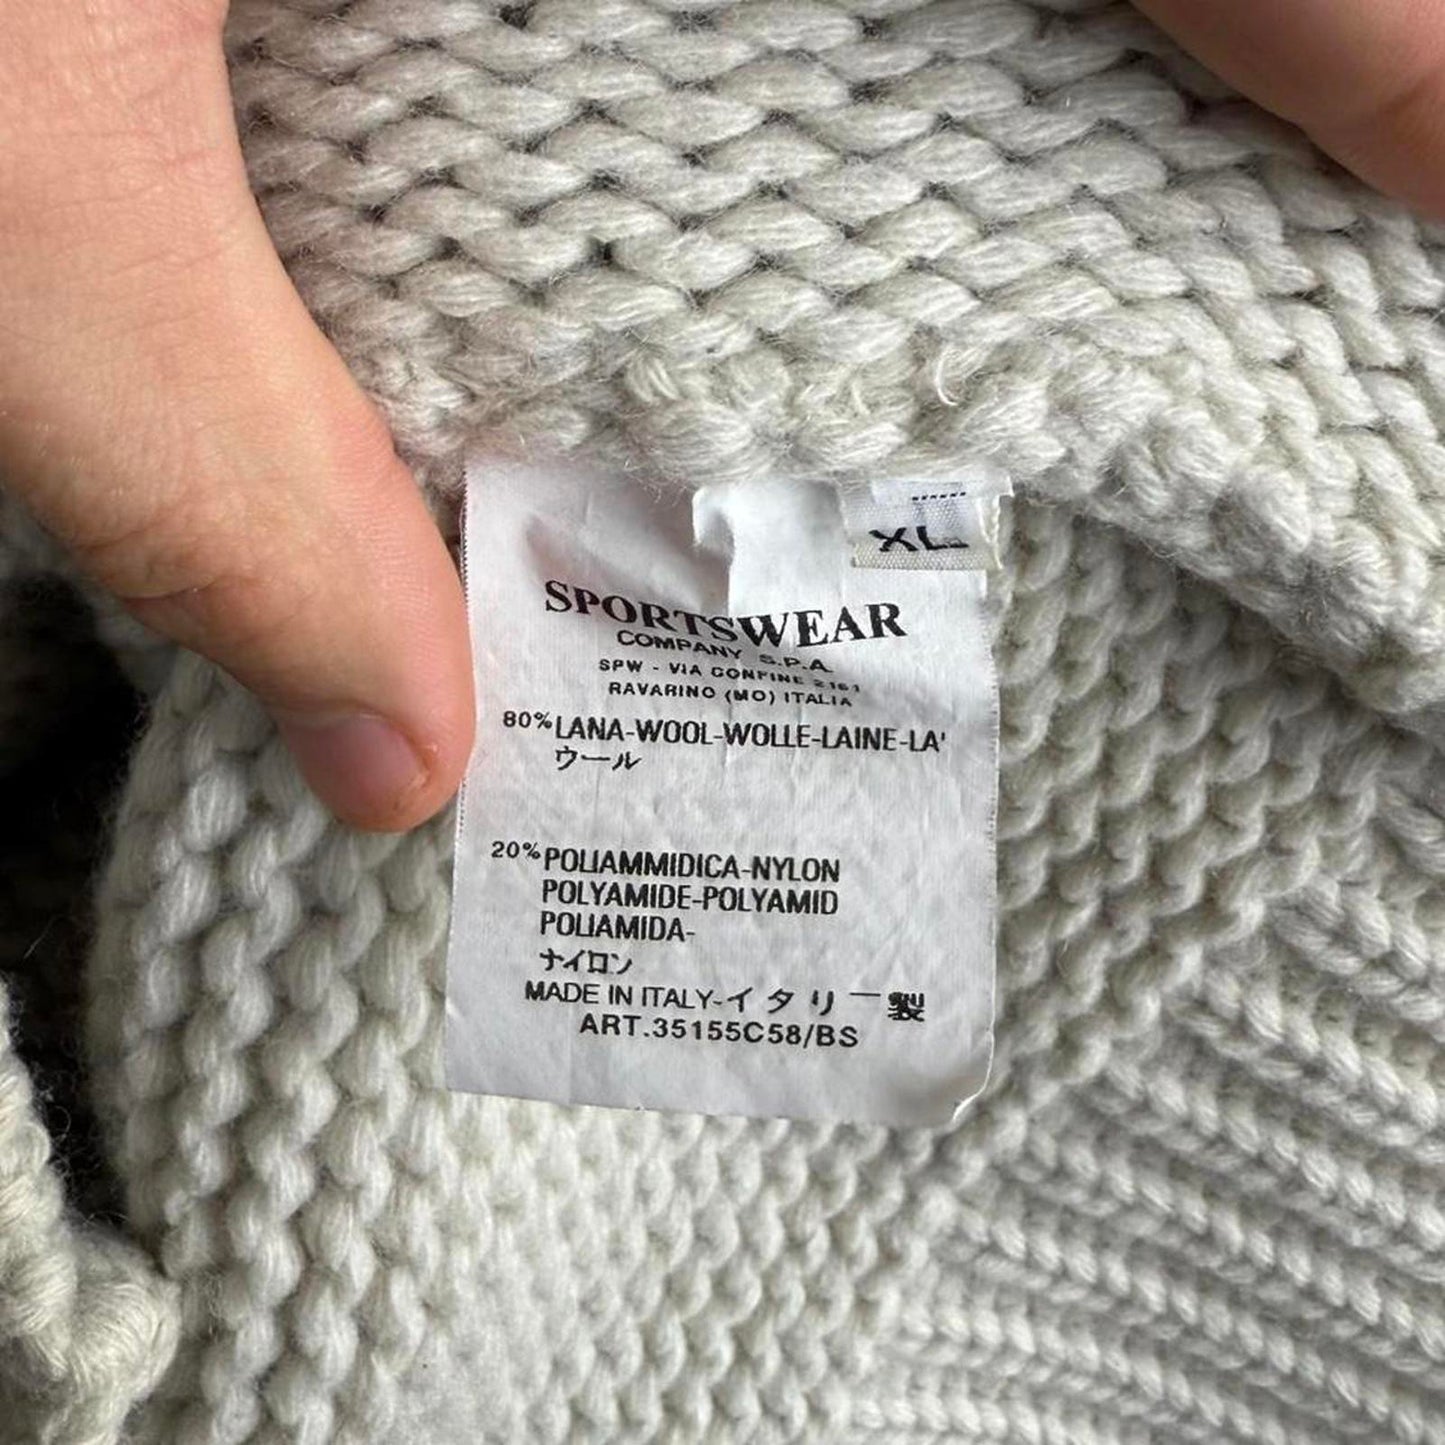 XL
SPORTSWEAR
COMPANY S.P.A.
SPW - VIA CONFINE 2161
RAVARINO (MO) ITALIA
80% LANA-WOOL-WOLLE-LAINE-LA'
ウール
20% POLIAMMIDICA-NYLON
POLYAMIDE-POLYAMID
POLIAMIDA-
ナイロン
MADE IN ITALY-イタリー製
ART.35155C58/BS